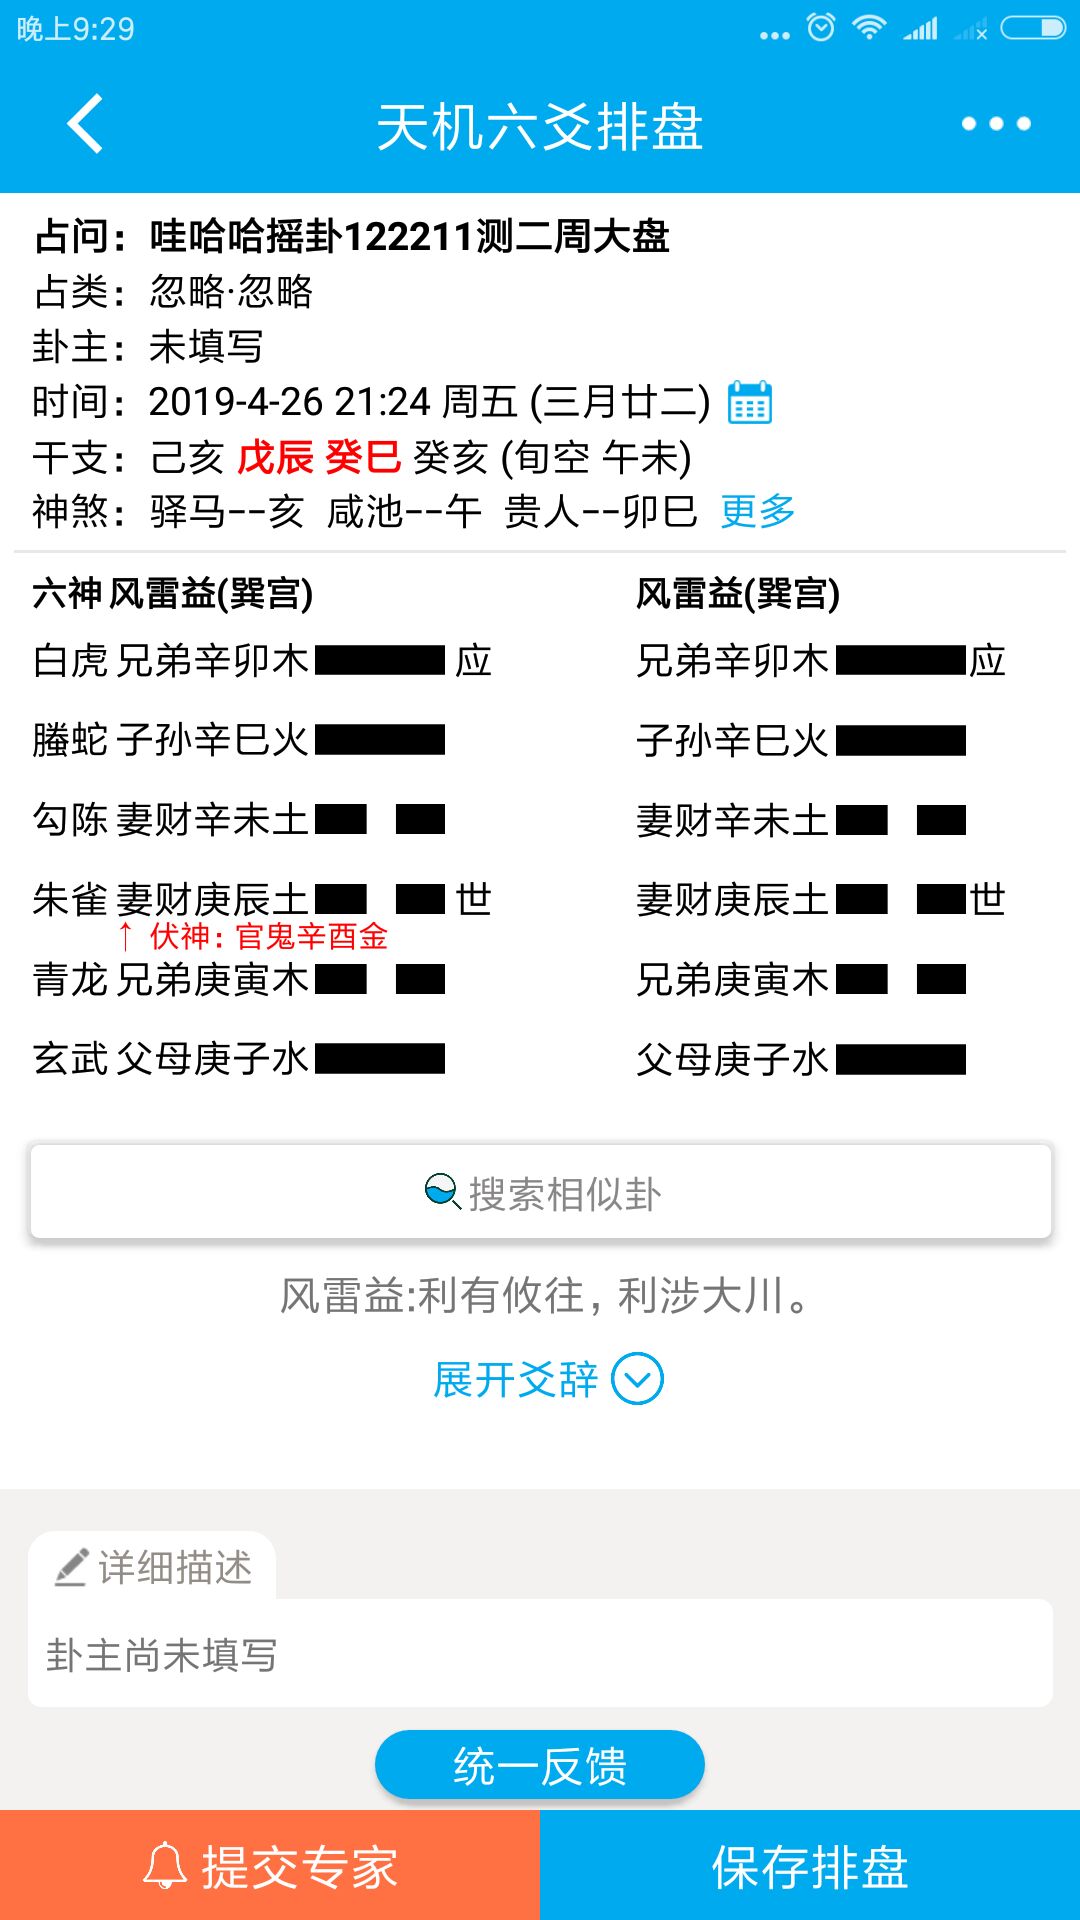 晚上9:29
天机六爻排盘
占问：哇哈哈摇卦122211测二周大盘
占类：忽略·忽略
卦主：未填写
时间：2019-4-26 21:24 周五 (三月廿二)
干支：己亥 戊辰 癸巳 癸亥 (旬空 午未)
神煞：驿马--亥 咸池--午 贵人--卯巳 更多
六神 风雷益(巽宫) 风雷益(巽宫)
白虎 兄弟辛卯木 应 兄弟辛卯木 应
螣蛇 子孙辛巳火 子孙辛巳火
勾陈 妻财辛未土 妻财辛未土
朱雀 妻财庚辰土 世 妻财庚辰土 世
↑ 伏神：官鬼辛酉金
青龙 兄弟庚寅木 兄弟庚寅木
玄武 父母庚子水 父母庚子水
搜索相似卦
风雷益:利有攸往，利涉大川。
展开爻辞
详细描述
卦主尚未填写
统一反馈
提交专家 保存排盘